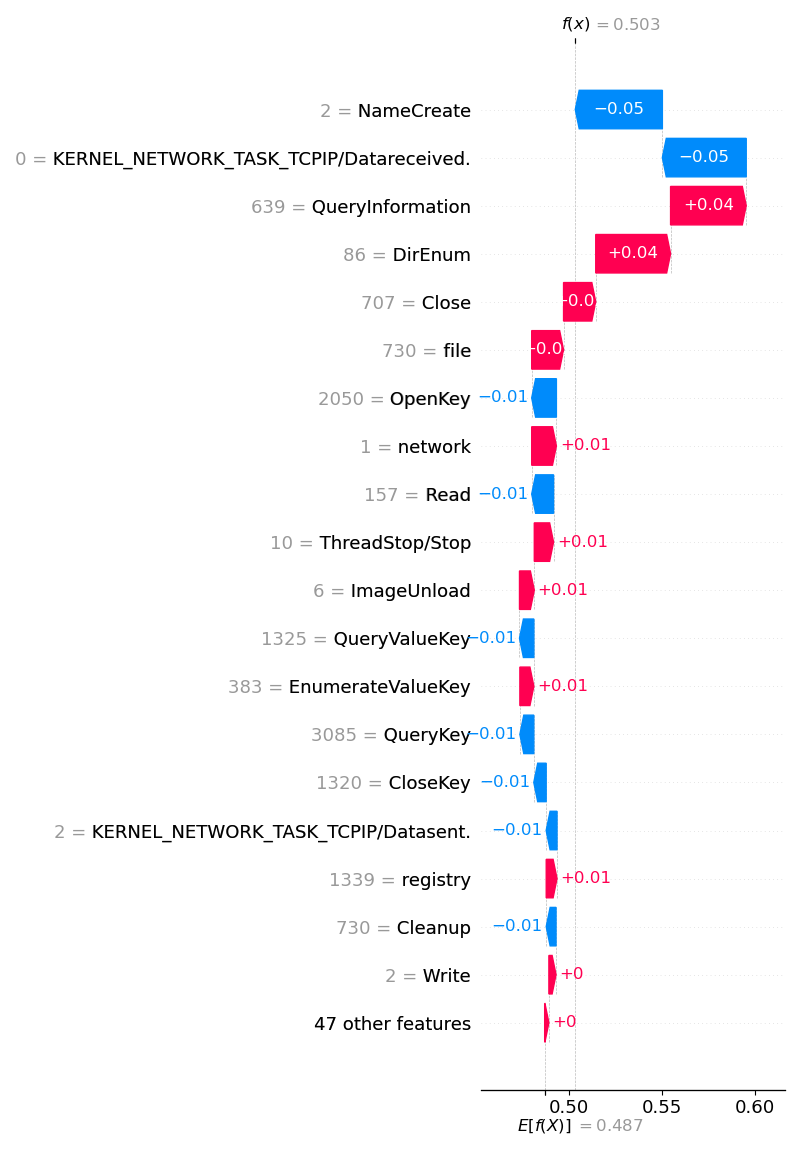 f(x) = 0.503
2 = NameCreate −0.05
0 = KERNEL_NETWORK_TASK_TCPIP/Datareceived. −0.05
639 = QueryInformation +0.04
86 = DirEnum +0.04
707 = Close
730 = file
2050 = OpenKey −0.01
1 = network +0.01
157 = Read −0.01
10 = ThreadStop/Stop +0.01
6 = ImageUnload +0.01
1325 = QueryValueKey −0.01
383 = EnumerateValueKey +0.01
3085 = QueryKey −0.01
1320 = CloseKey −0.01
2 = KERNEL_NETWORK_TASK_TCPIP/Datasent. −0.01
1339 = registry +0.01
730 = Cleanup −0.01
2 = Write +0
47 other features +0
0.50 0.55 0.60
E[f(X)] = 0.487